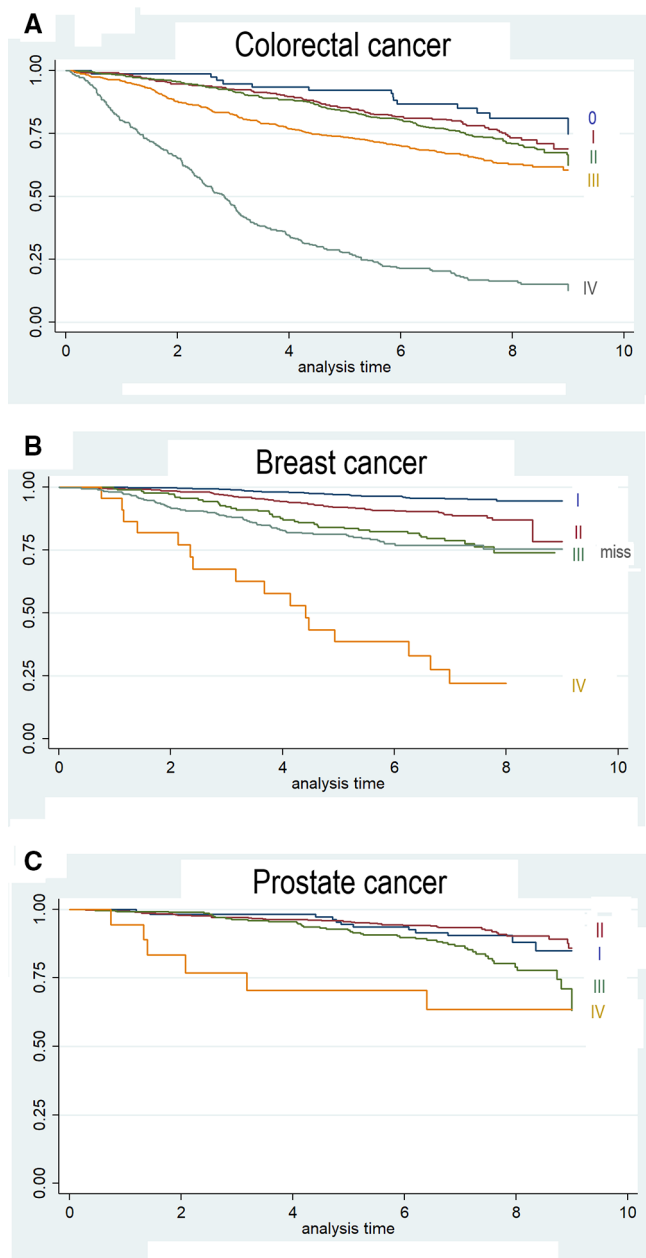 A
Colorectal cancer
1.00
0.75
0.50
0.25
0.00
0
I
II
III
IV
0 2 4 6 8 10
analysis time
B
Breast cancer
1.00
0.75
0.50
0.25
0.00
I
II
III miss
IV
0 2 4 6 8 10
analysis time
C
Prostate cancer
1.00
0.75
0.50
0.25
0.00
II
I
III
IV
0 2 4 6 8 10
analysis time